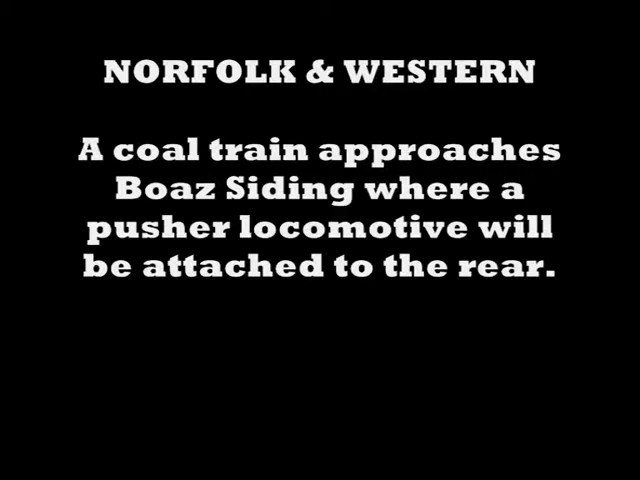 NORFOLK & WESTERN
A coal train approaches
Boaz Siding where a
pusher locomotive will
be attached to the rear.